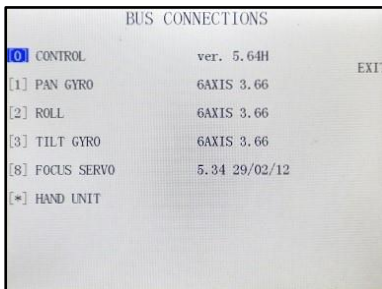 BUS CONNECTIONS
[0] CONTROL ver. 5.64H
EXIT
[1] PAN GYRO 6AXIS 3.66
[2] ROLL 6AXIS 3.66
[3] TILT GYRO 6AXIS 3.66
[8] FOCUS SERVO 5.34 29/02/12
[*] HAND UNIT